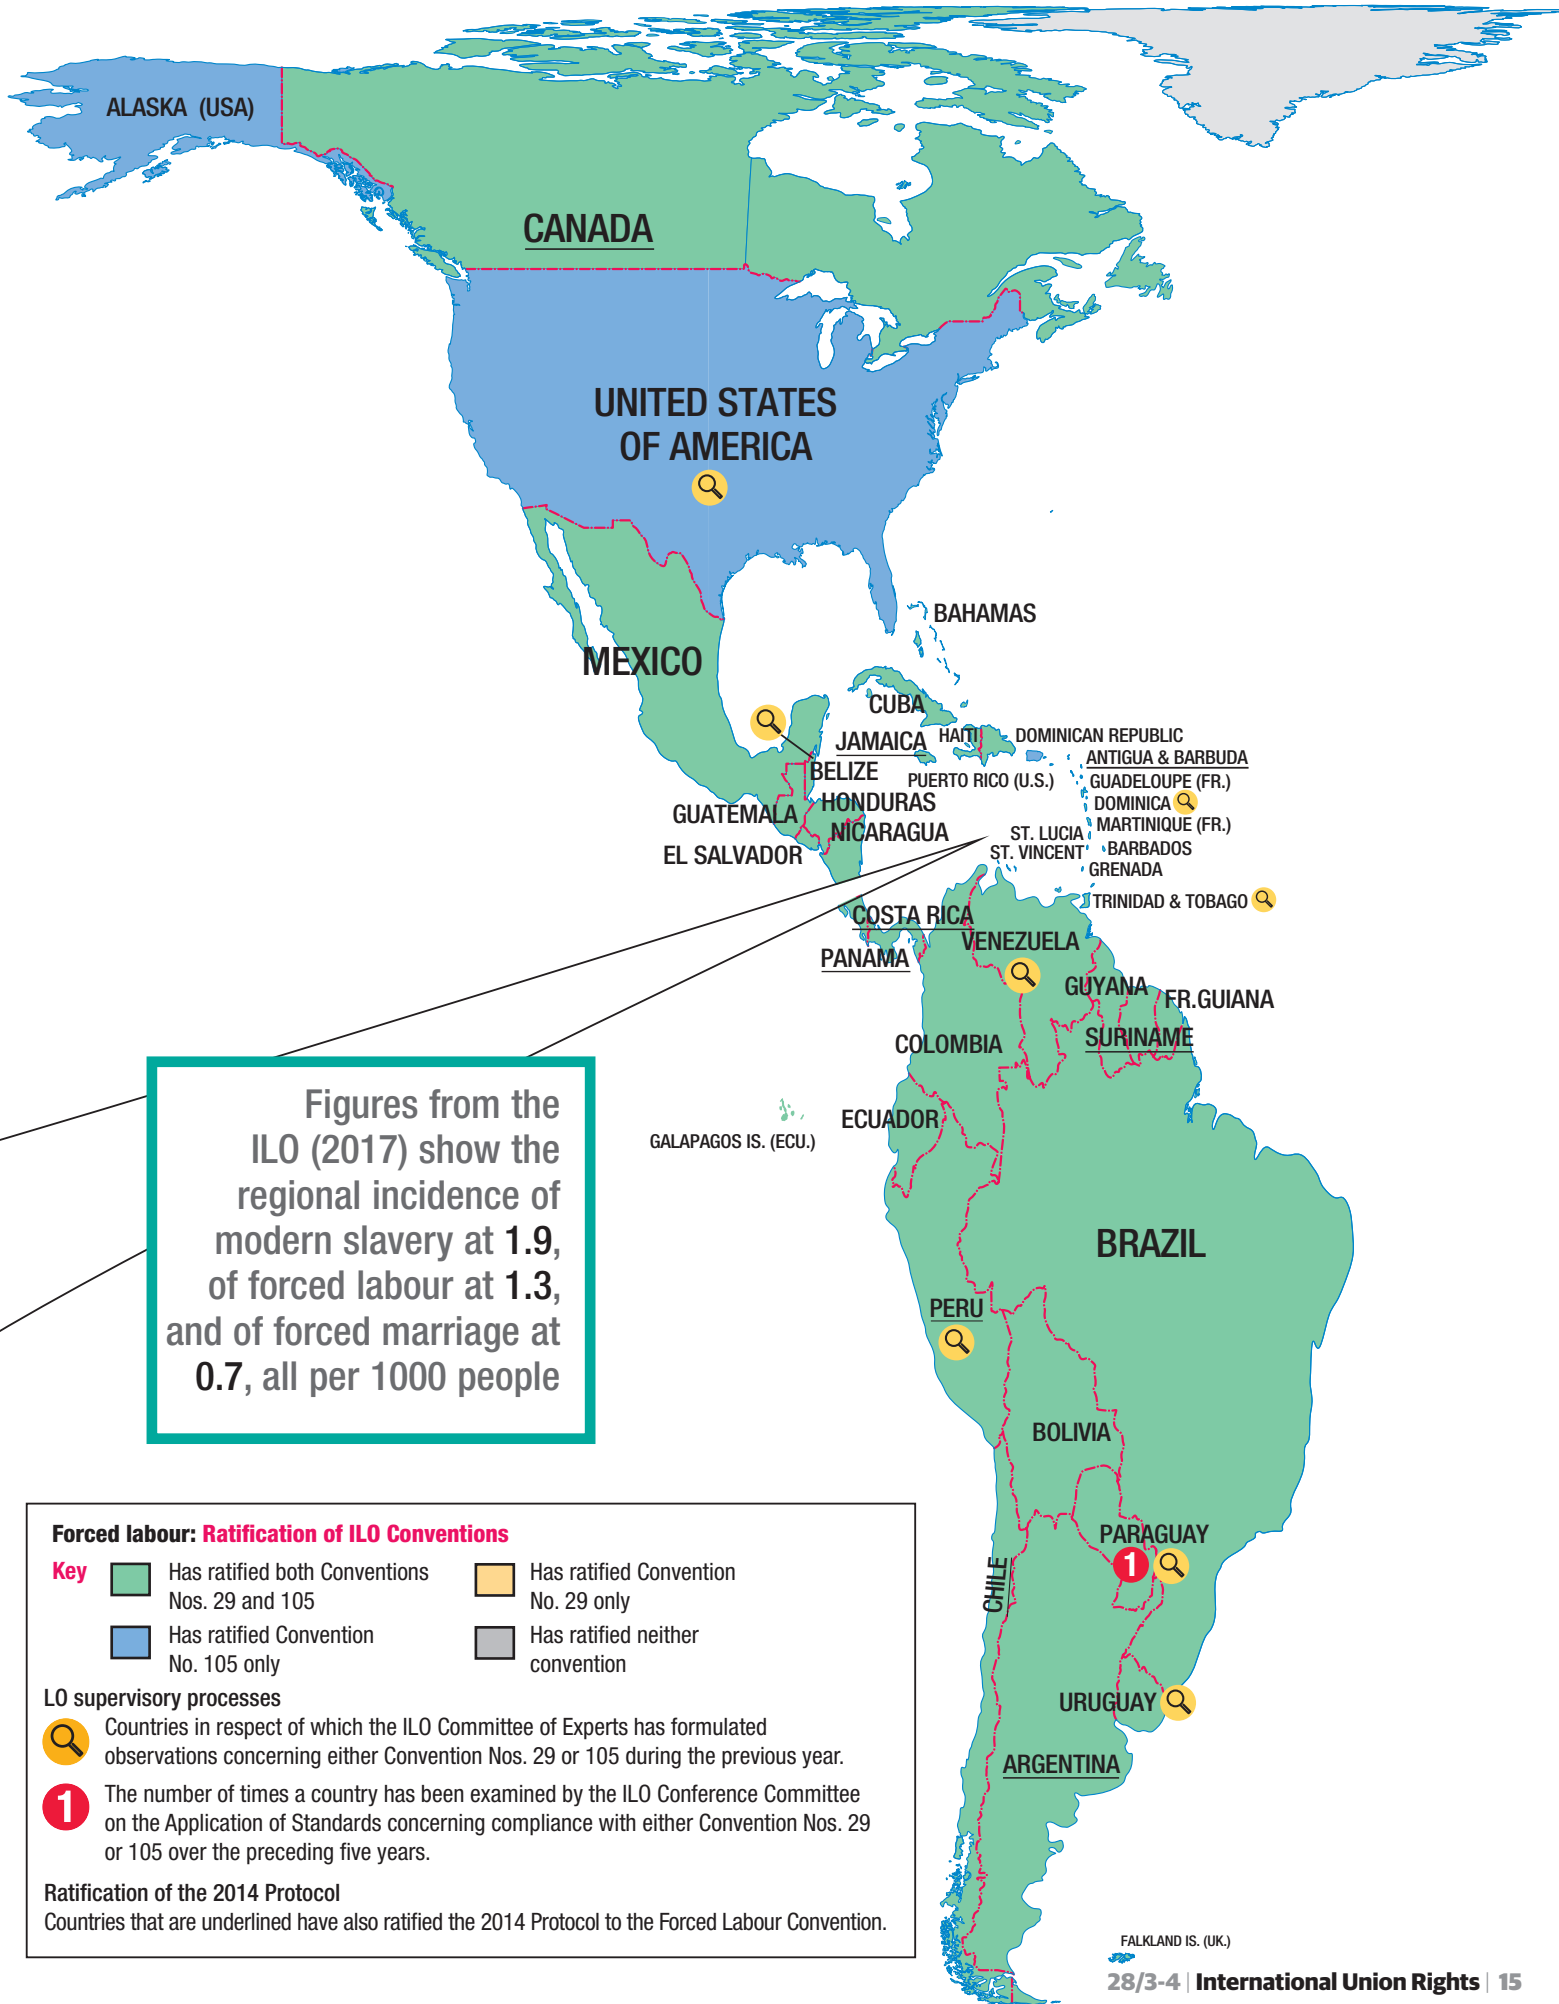 ALASKA (USA)
CANADA
UNITED STATES
OF AMERICA
BAHAMAS
MEXICO
CUBA
JAMAICA
HAITI
DOMINICAN REPUBLIC
ANTIGUA & BARBUDA
BELIZE
PUERTO RICO (U.S.)
GUADELOUPE (FR.)
DOMINICA
HONDURAS
GUATEMALA
MARTINIQUE (FR.)
NICARAGUA
ST. LUCIA
BARBADOS
EL SALVADOR
ST. VINCENT
GRENADA
TRINIDAD & TOBAGO
COSTA RICA
VENEZUELA
PANAMA
GUYANA
FR.GUIANA
COLOMBIA
SURINAME
ECUADOR
GALAPAGOS IS. (ECU.)
Figures from the
ILO (2017) show the
regional incidence of
modern slavery at 1.9,
of forced labour at 1.3,
and of forced marriage at
0.7, all per 1000 people
BRAZIL
PERU
BOLIVIA
PARAGUAY
1
CHILE
URUGUAY
ARGENTINA
FALKLAND IS. (UK.)
Forced labour: Ratification of ILO Conventions
Key
Has ratified both Conventions
Nos. 29 and 105
Has ratified Convention
No. 29 only
Has ratified Convention
No. 105 only
Has ratified neither
convention
LO supervisory processes
Countries in respect of which the ILO Committee of Experts has formulated
observations concerning either Convention Nos. 29 or 105 during the previous year.
1
The number of times a country has been examined by the ILO Conference Committee
on the Application of Standards concerning compliance with either Convention Nos. 29
or 105 over the preceding five years.
Ratification of the 2014 Protocol
Countries that are underlined have also ratified the 2014 Protocol to the Forced Labour Convention.
28/3-4 | International Union Rights | 15